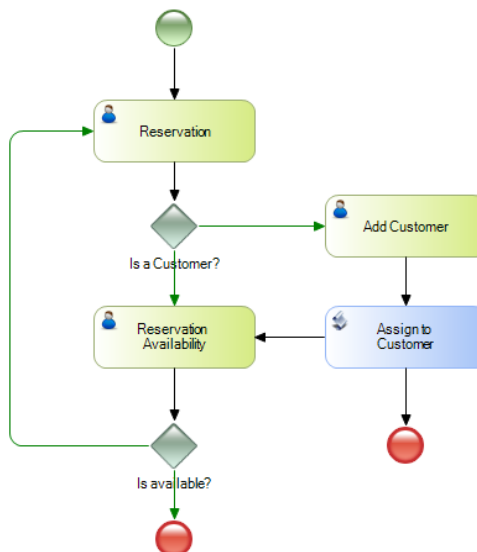 Reservation
Add Customer
Is a Customer?
Reservation
Availability
Assign to
Customer
Is available?